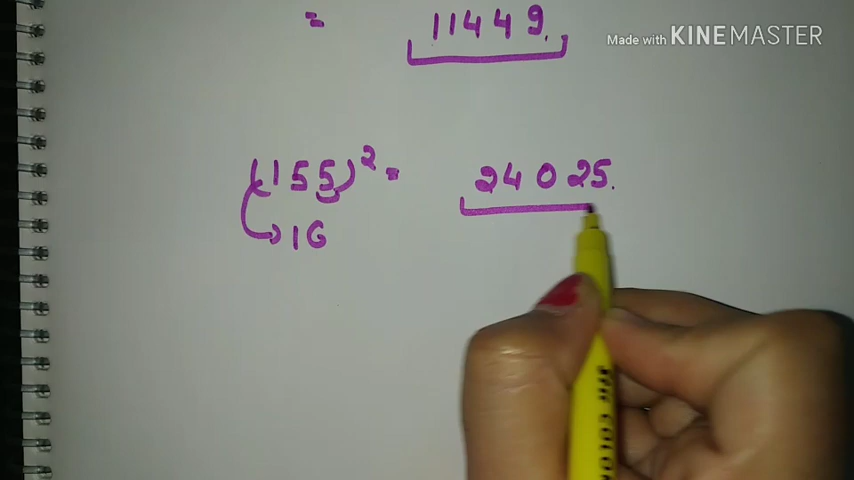 = 11449.
Made with KINEMASTER
(155)² = 24025.
16